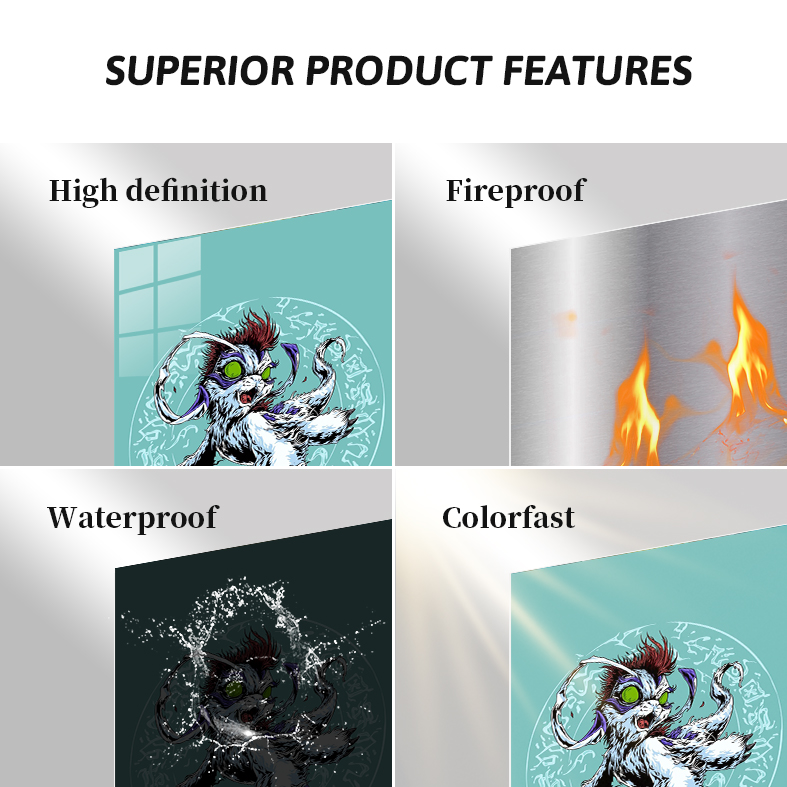 SUPERIOR PRODUCT FEATURES
High definition
Fireproof
Waterproof
Colorfast